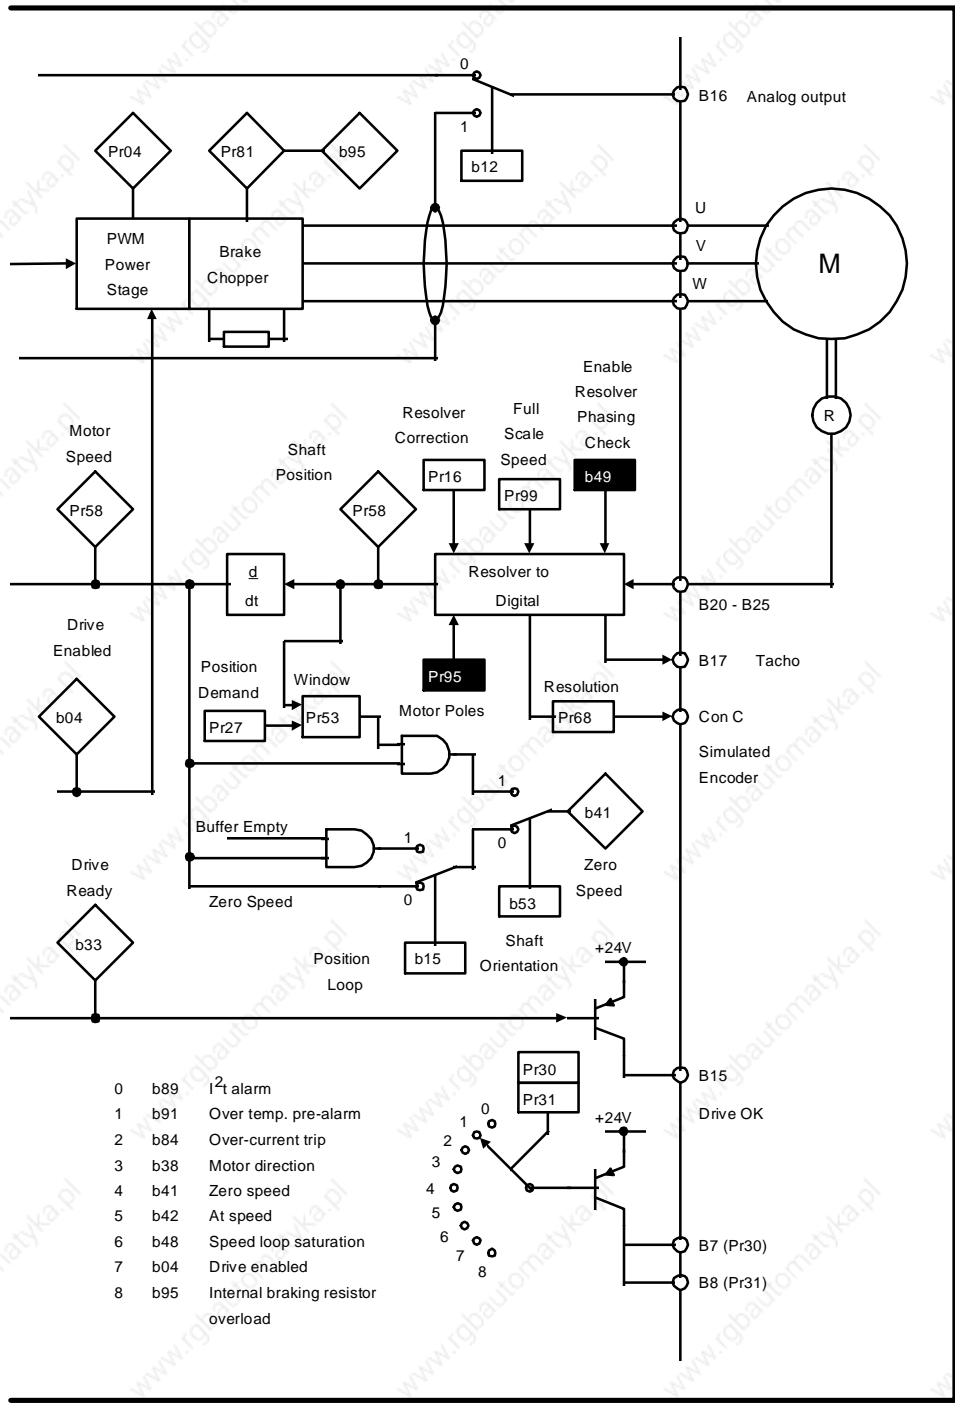 0
B16 Analog output
1
b12
Pr04
Pr81
b95
PWM
Power
Stage
Brake
Chopper
U
V
W
M
R
Enable
Resolver
Phasing
Check
Full
Scale
Speed
Resolver
Correction
Shaft
Position
Motor
Speed
Pr58
Pr58
Pr16
Pr99
b49
d
dt
Resolver to
Digital
B20 - B25
Drive
Enabled
b04
Position
Demand
Pr27
Window
Pr53
Pr95
Motor Poles
Resolution
Pr68
B17 Tacho
Con C
Simulated
Encoder
1
0
b41
Zero
Speed
Buffer Empty
1
0
Zero Speed
b53
Shaft
Orientation
Position
Loop
b15
Drive
Ready
b33
+24V
B15
Drive OK
Pr30
Pr31
+24V
0
1
2
3
4
5
6
7
8
B7 (Pr30)
B8 (Pr31)
0 b89 I2t alarm
1 b91 Over temp. pre-alarm
2 b84 Over-current trip
3 b38 Motor direction
4 b41 Zero speed
5 b42 At speed
6 b48 Speed loop saturation
7 b04 Drive enabled
8 b95 Internal braking resistor
overload
www.rgbautomatyka.pl